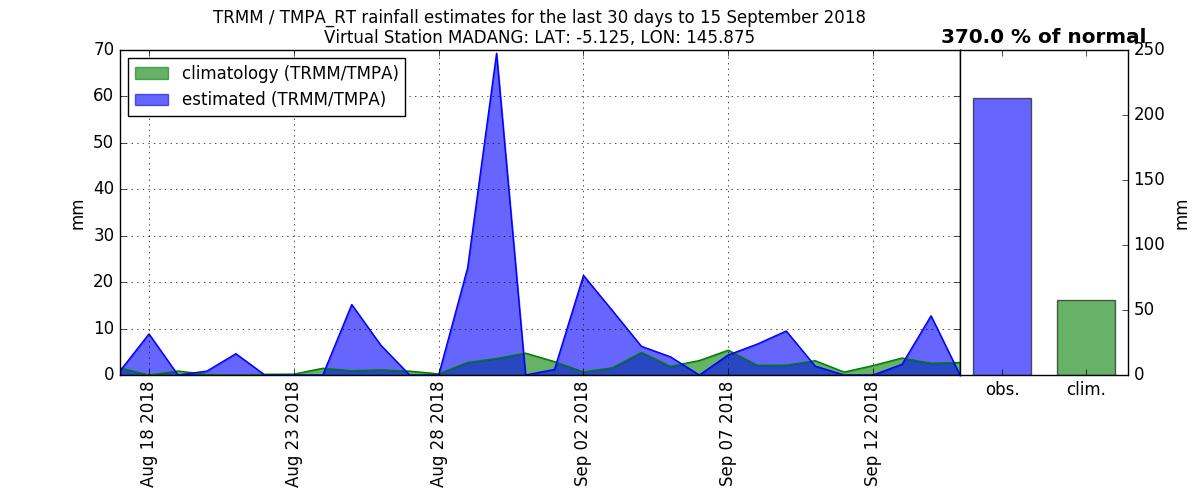 TRMM / TMPA_RT rainfall estimates for the last 30 days to 15 September 2018
Virtual Station MADANG: LAT: -5.125, LON: 145.875
370.0 % of normal
climatology (TRMM/TMPA)
estimated (TRMM/TMPA)
70
60
50
40
30
20
10
0
mm
Aug 18 2018
Aug 23 2018
Aug 28 2018
Sep 02 2018
Sep 07 2018
Sep 12 2018
250
200
150
100
50
0
mm
obs.
clim.